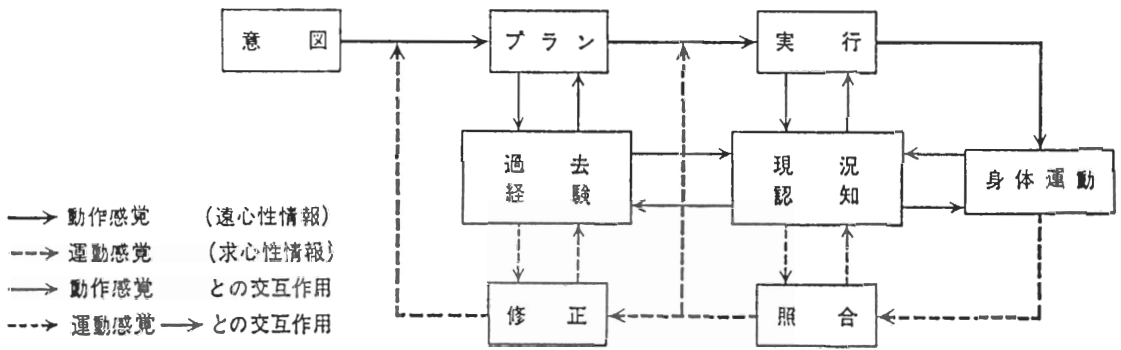 意図
プラン
実行
過去
経験
現況
認知
身体運動
修正
照合
動作感覚 (遠心性情報)
運動感覚 (求心性情報)
動作感覚 との交互作用
運動感覚 との交互作用